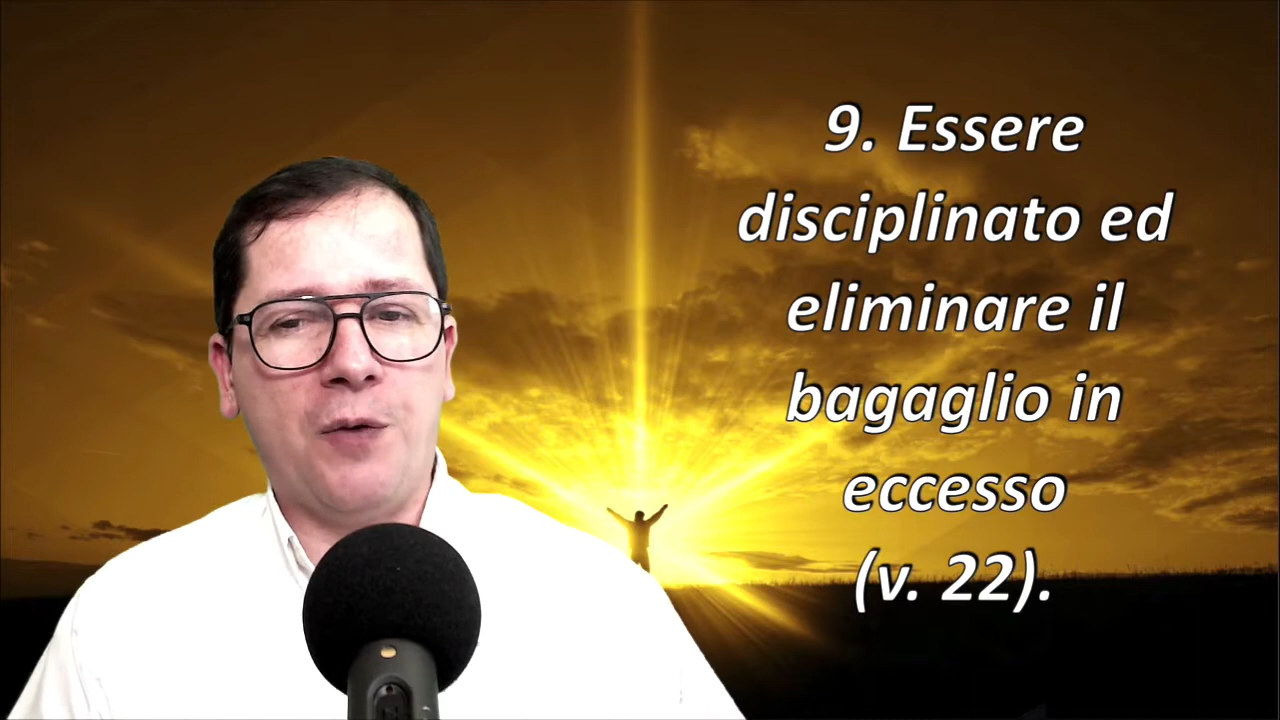 9. Essere
disciplinato ed
eliminare il
bagaglio in
eccesso
(v. 22).